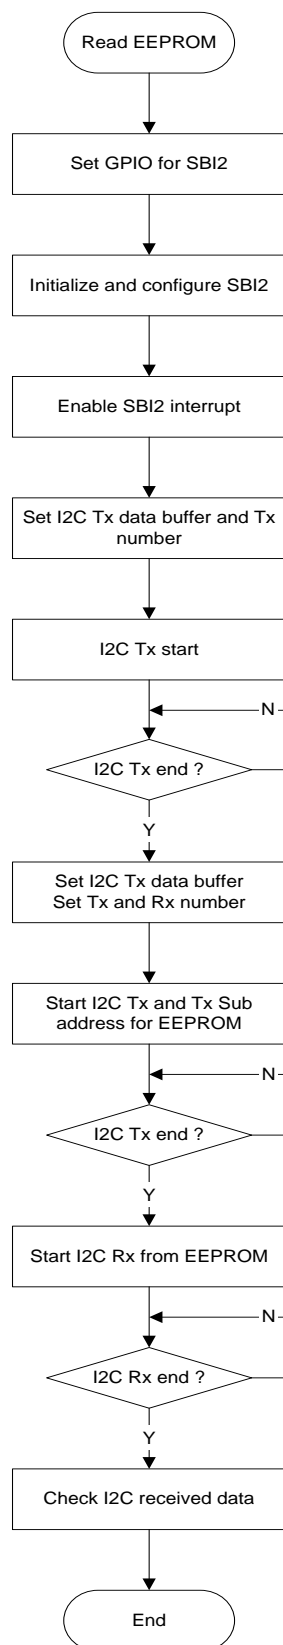 Read EEPROM
Set GPIO for SBI2
Initialize and configure SBI2
Enable SBI2 interrupt
Set I2C Tx data buffer and Tx
number
I2C Tx start
N
I2C Tx end ?
Y
Set I2C Tx data buffer
Set Tx and Rx number
Start I2C Tx and Tx Sub
address for EEPROM
N
I2C Tx end ?
Y
Start I2C Rx from EEPROM
N
I2C Rx end ?
Y
Check I2C received data
End